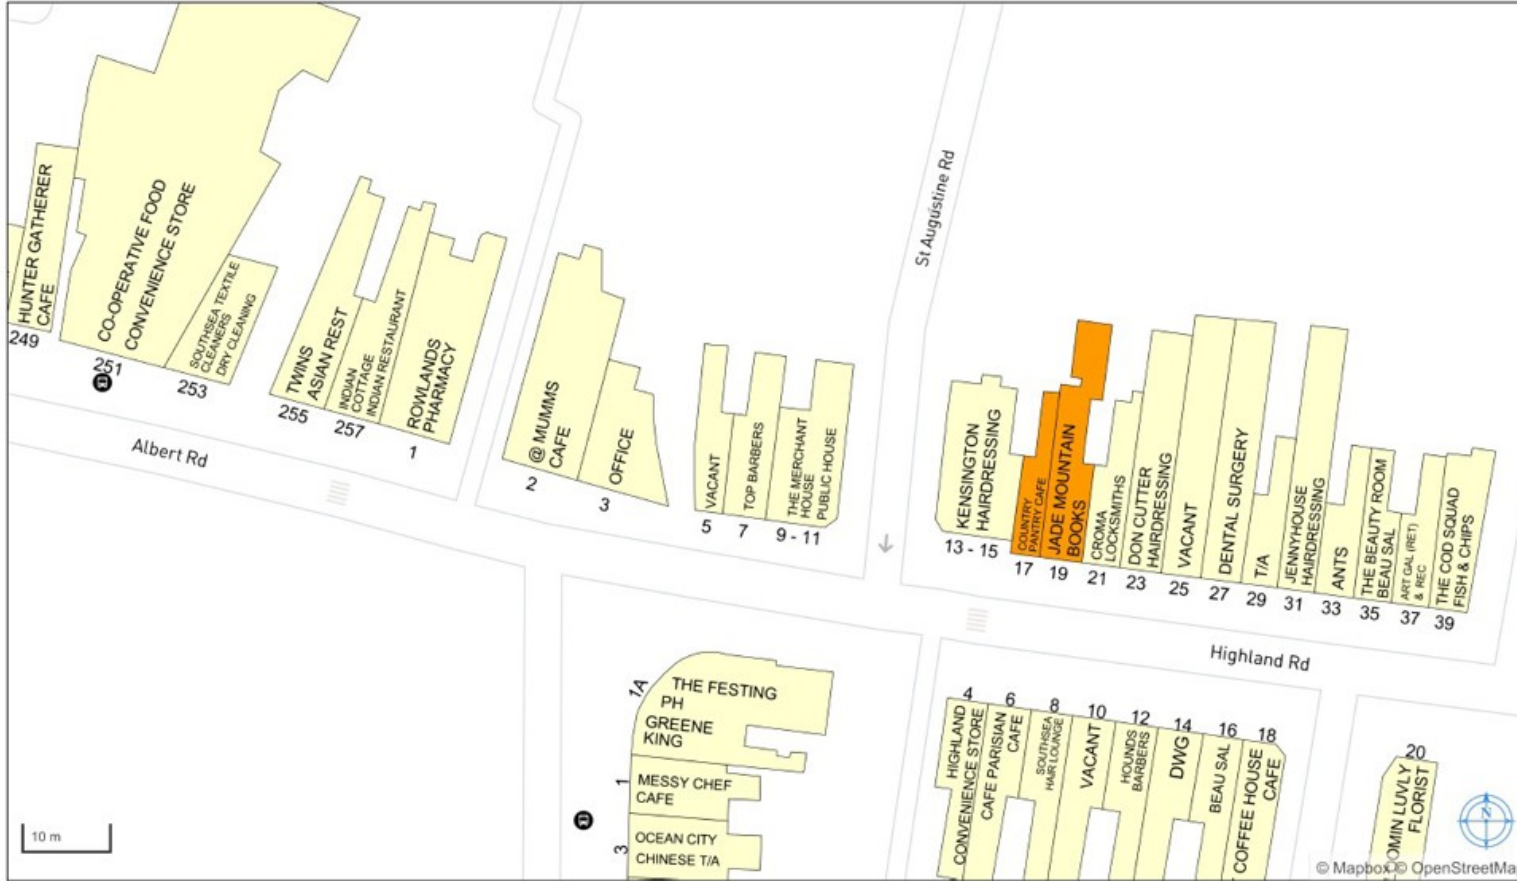 HUNTER GATHERER
CAFE
249
CO-OPERATIVE FOOD
CONVENIENCE STORE
251
SOUTHSEA TEXTILE
CLEANERS
DRY CLEANING
253
TWINS
ASIAN REST
255
INDIAN
COTTAGE
INDIAN RESTAURANT
257
ROWLANDS
PHARMACY
1
Albert Rd
@ MUMMS
CAFE
2
OFFICE
3
VACANT
5
TOP BARBERS
7
THE MERCHANT
HOUSE
PUBLIC HOUSE
9 - 11
St Augustine Rd
KENSINGTON
HAIRDRESSING
13 - 15
COUNTRY
PANTRY CAFE
17
JADE MOUNTAIN
BOOKS
19
CROMA
LOCKSMITHS
21
DON CUTTER
HAIRDRESSING
23
VACANT
25
DENTAL SURGERY
27
T/A
29
JENNYHOUSE
HAIRDRESSING
31
ANTS
33
THE BEAUTY ROOM
BEAU SAL
35
ART GAL (RET)
& REC
37
THE COD SQUAD
FISH & CHIPS
39
Highland Rd
1A
THE FESTING
PH
GREENE
KING
1
MESSY CHEF
CAFE
3
OCEAN CITY
CHINESE T/A
4
HIGHLAND
CONVENIENCE STORE
6
CAFE PARISIAN
CAFE
8
SOUTHSEA
HAIR LOUNGE
10
VACANT
12
HOUNDS
BARBERS
14
DWG
16
BEAU SAL
18
COFFEE HOUSE
CAFE
20
OMIN LUVLY
FLORIST
10 m
N
© Mapbox © OpenStreetMa